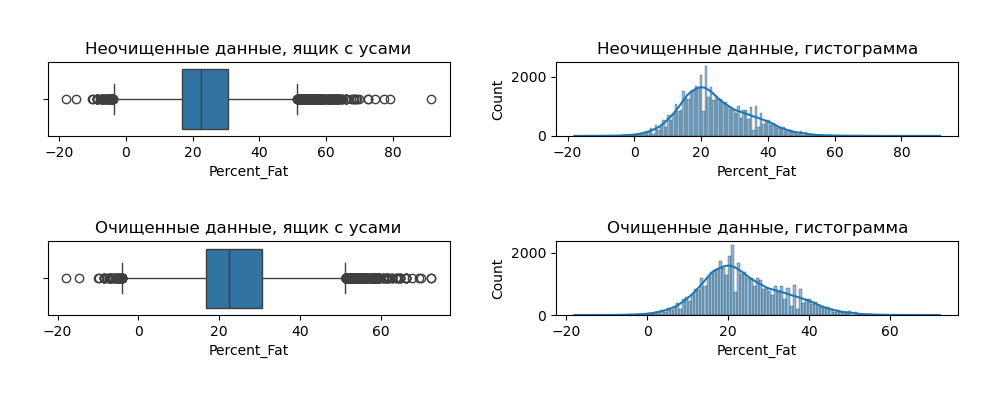 Неочищенные данные, ящик с усами
−20 0 20 40 60 80
Percent_Fat
Неочищенные данные, гистограмма
Count
2000
0
−20 0 20 40 60 80
Percent_Fat
Очищенные данные, ящик с усами
−20 0 20 40 60
Percent_Fat
Очищенные данные, гистограмма
Count
2000
0
−20 0 20 40 60
Percent_Fat